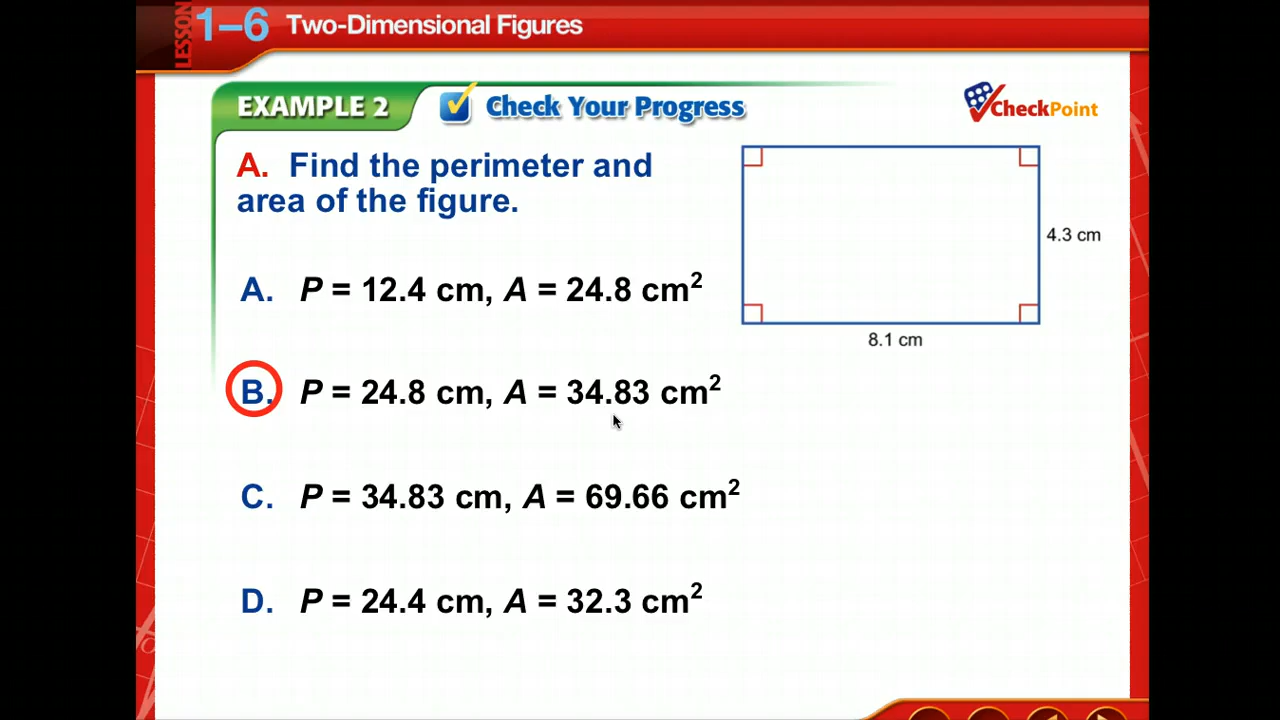 LESSON 1–6 Two-Dimensional Figures
EXAMPLE 2 Check Your Progress
CheckPoint
A. Find the perimeter and
area of the figure.
4.3 cm
8.1 cm
A. P = 12.4 cm, A = 24.8 cm²
B. P = 24.8 cm, A = 34.83 cm²
C. P = 34.83 cm, A = 69.66 cm²
D. P = 24.4 cm, A = 32.3 cm²